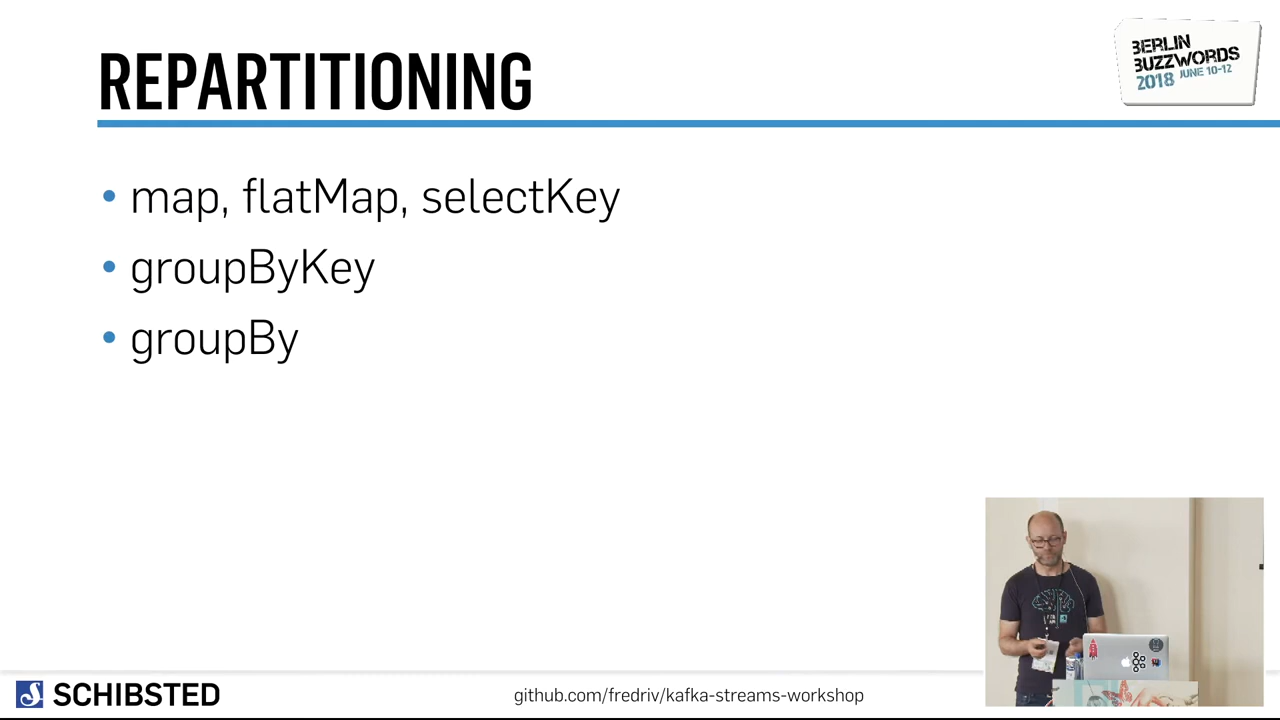 REPARTITIONING
BERLIN
BUZZWORDS
2018 JUNE 10-12
• map, flatMap, selectKey
• groupByKey
• groupBy
SCHIBSTED
github.com/fredriv/kafka-streams-workshop